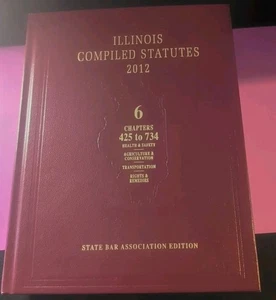 ILLINOIS
COMPILED STATUTES
2012
6
CHAPTERS
425 to 734
HEALTH & SAFETY
AGRICULTURE &
CONSERVATION
TRANSPORTATION
RIGHTS &
REMEDIES
STATE BAR ASSOCIATION EDITION